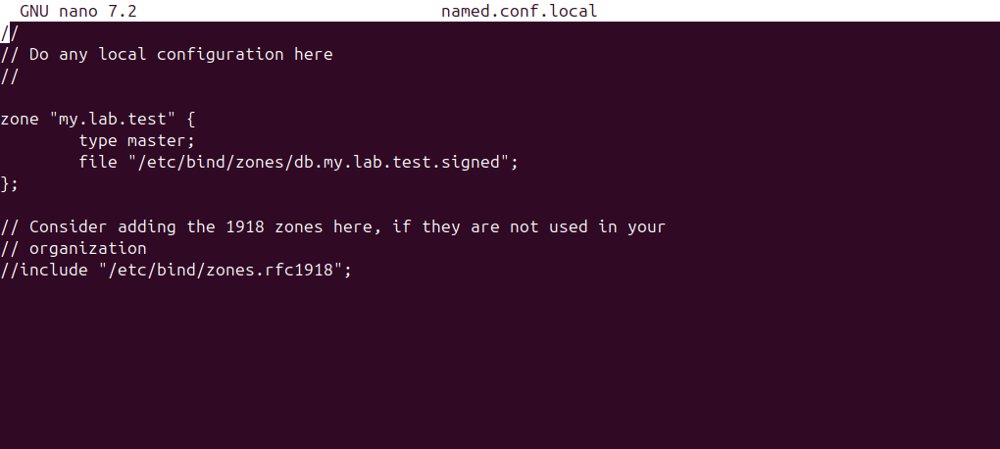 GNU nano 7.2 named.conf.local
//
// Do any local configuration here
//
zone "my.lab.test" {
type master;
file "/etc/bind/zones/db.my.lab.test.signed";
};
// Consider adding the 1918 zones here, if they are not used in your
// organization
//include "/etc/bind/zones.rfc1918";